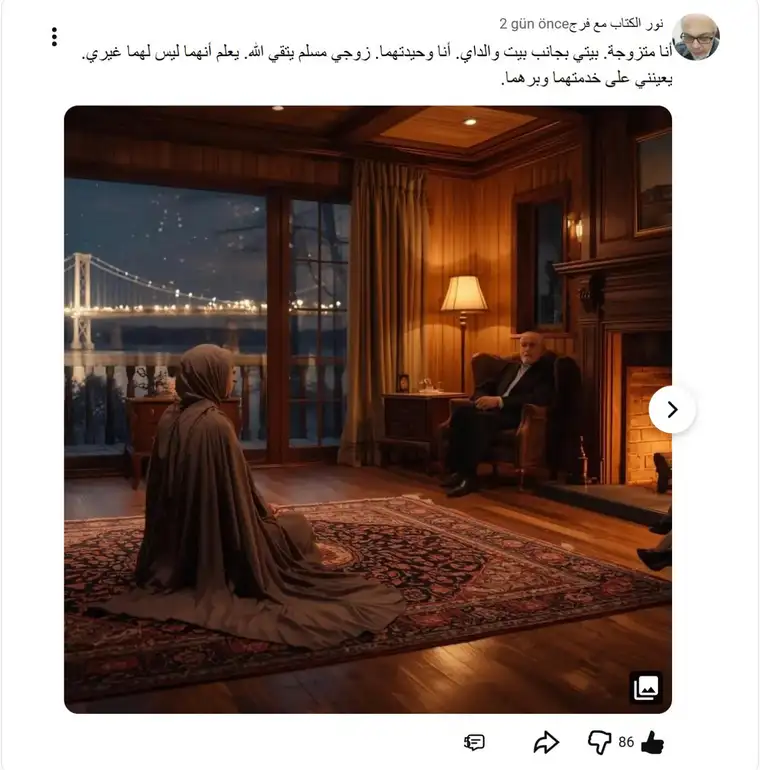 نور الكتاب مع فرج 2 gün önce
أنا متزوجة. بيتي بجانب بيت والداي. أنا وحيدتهما. زوجي مسلم يتقي الله. يعلم أنهما ليس لهما غيري.
يعينني على خدمتهما وبرهما.
86